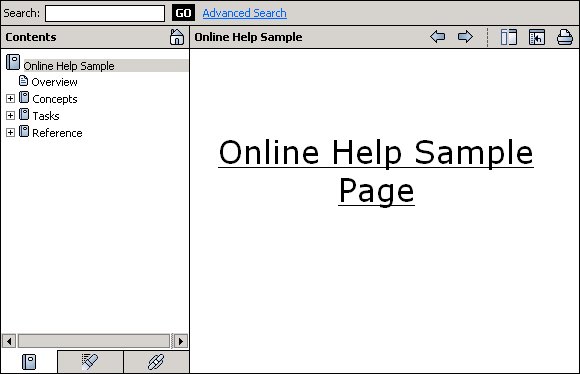 Search: GO Advanced Search
Contents
Online Help Sample
Online Help Sample
Overview
Concepts
Tasks
Reference
Online Help Sample
Page